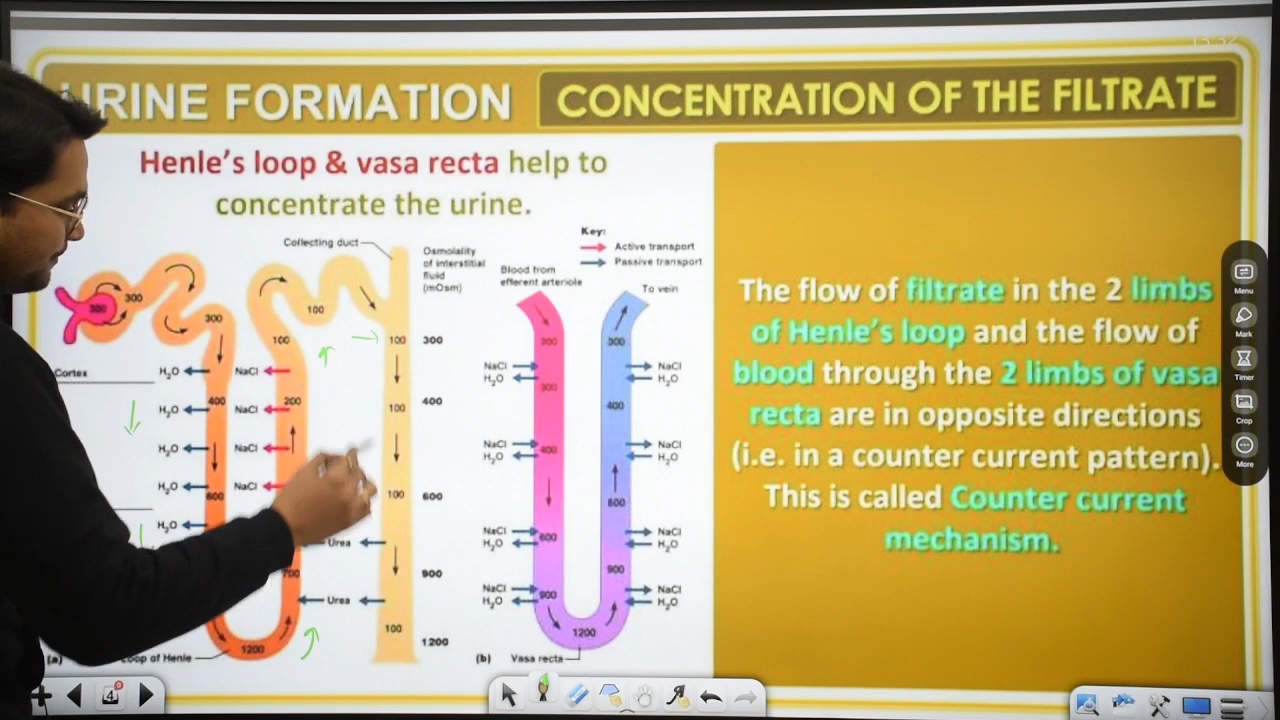 13:32
URINE FORMATION
CONCENTRATION OF THE FILTRATE
Henle's loop & vasa recta help to
concentrate the urine.
Collecting duct
Osmolality
of interstitial
fluid
(mOsm)
Key:
Active transport
Passive transport
Blood from
efferent arteriole
To vein
300
300
300
100
100
100
300
300
300
Cortex
H₂O
NaCl
400
200
400
H₂O
NaCl
100
H₂O
NaCl
H₂O
NaCl
600
100
600
H₂O
Urea
700
900
Urea
100
1200
1200
(a)
Loop of Henle
NaCl
H₂O
300
NaCl
H₂O
400
NaCl
H₂O
400
NaCl
H₂O
NaCl
H₂O
600
600
NaCl
H₂O
NaCl
H₂O
900
900
NaCl
H₂O
1200
(b)
Vasa recta
The flow of filtrate in the 2 limbs
of Henle's loop and the flow of
blood through the 2 limbs of vasa
recta are in opposite directions
(i.e. in a counter current pattern).
This is called Counter current
mechanism.
Menu
Mark
Timer
Crop
More
4